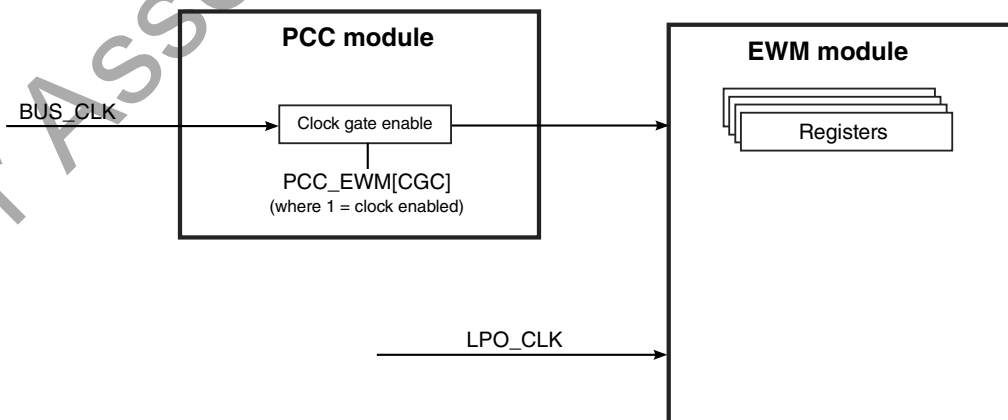 PCC module
EWM module
BUS_CLK
Clock gate enable
Registers
PCC_EWM[CGC]
(where 1 = clock enabled)
LPO_CLK